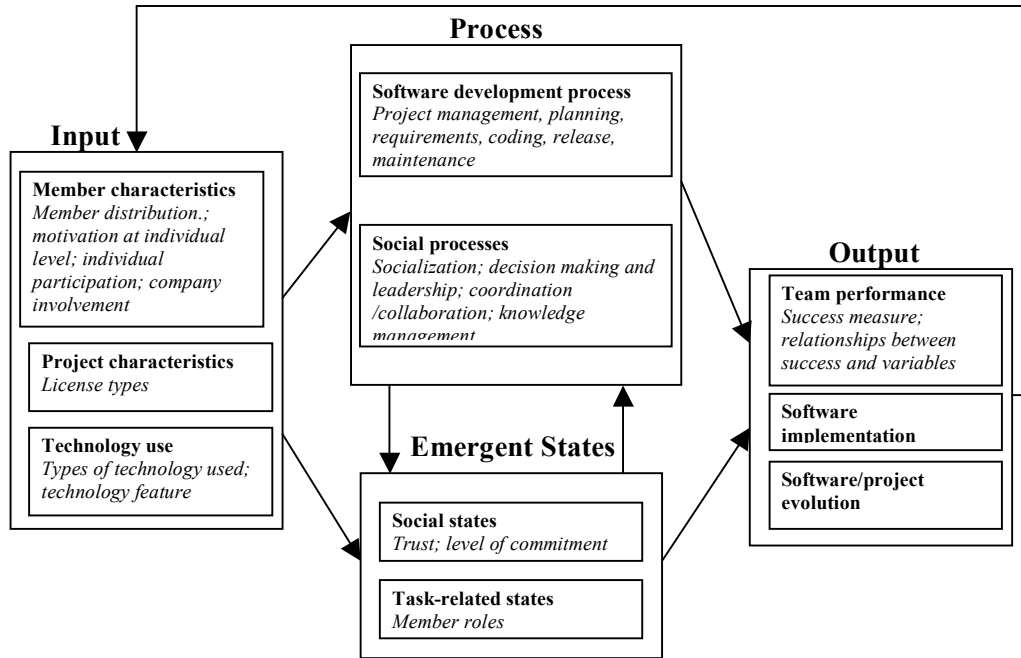 Process
Software development process
Project management, planning,
requirements, coding, release,
maintenance
Social processes
Socialization; decision making and
leadership; coordination
/collaboration; knowledge
management
Input
Member characteristics
Member distribution.;
motivation at individual
level; individual
participation; company
involvement
Project characteristics
License types
Technology use
Types of technology used;
technology feature
Emergent States
Social states
Trust; level of commitment
Task-related states
Member roles
Output
Team performance
Success measure;
relationships between
success and variables
Software
implementation
Software/project
evolution